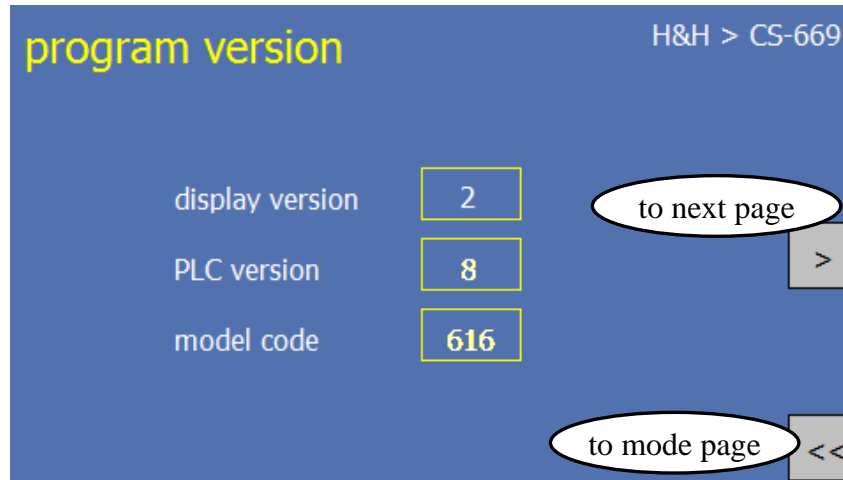 program version
H&H > CS-669
display version 2
to next page
PLC version 8
>
model code 616
to mode page
<<